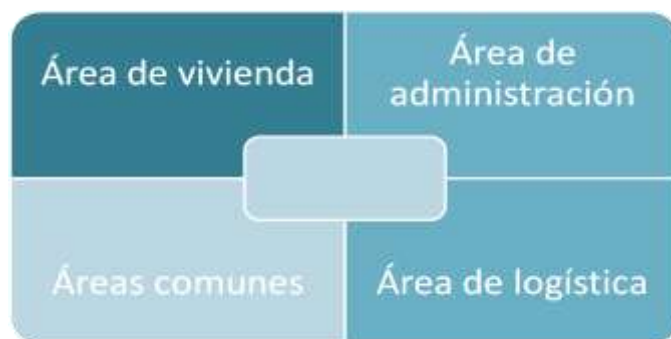 Área de vivienda
Área de
administración
Áreas comunes
Área de logística